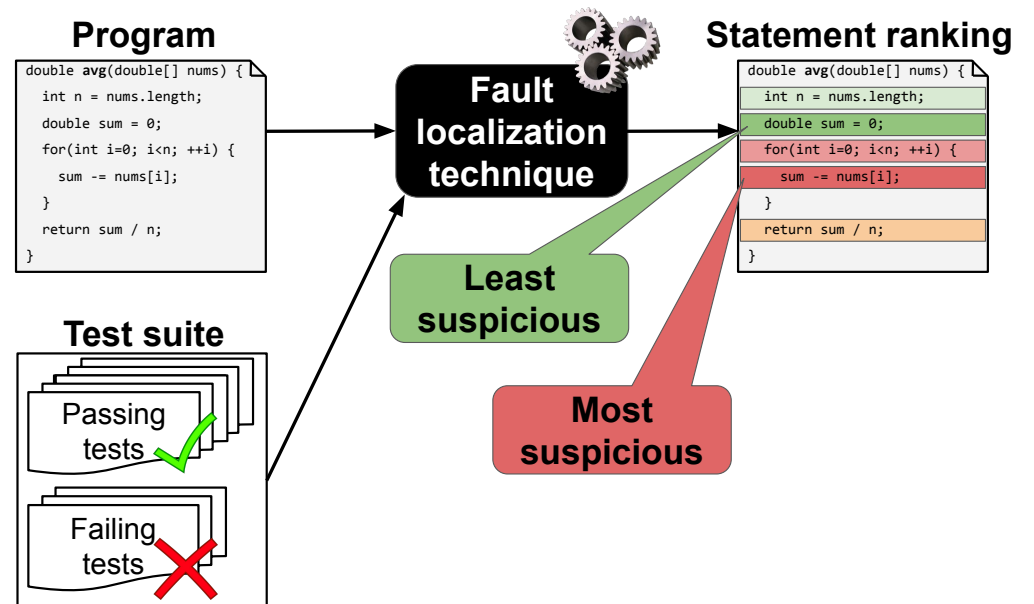 Program
double avg(double[] nums) {
int n = nums.length;
double sum = 0;
for(int i=0; i<n; ++i) {
sum -= nums[i];
}
return sum / n;
}
Test suite
Passing
tests
Failing
tests
Fault
localization
technique
Least
suspicious
Most
suspicious
Statement ranking
double avg(double[] nums) {
int n = nums.length;
double sum = 0;
for(int i=0; i<n; ++i) {
sum -= nums[i];
}
return sum / n;
}